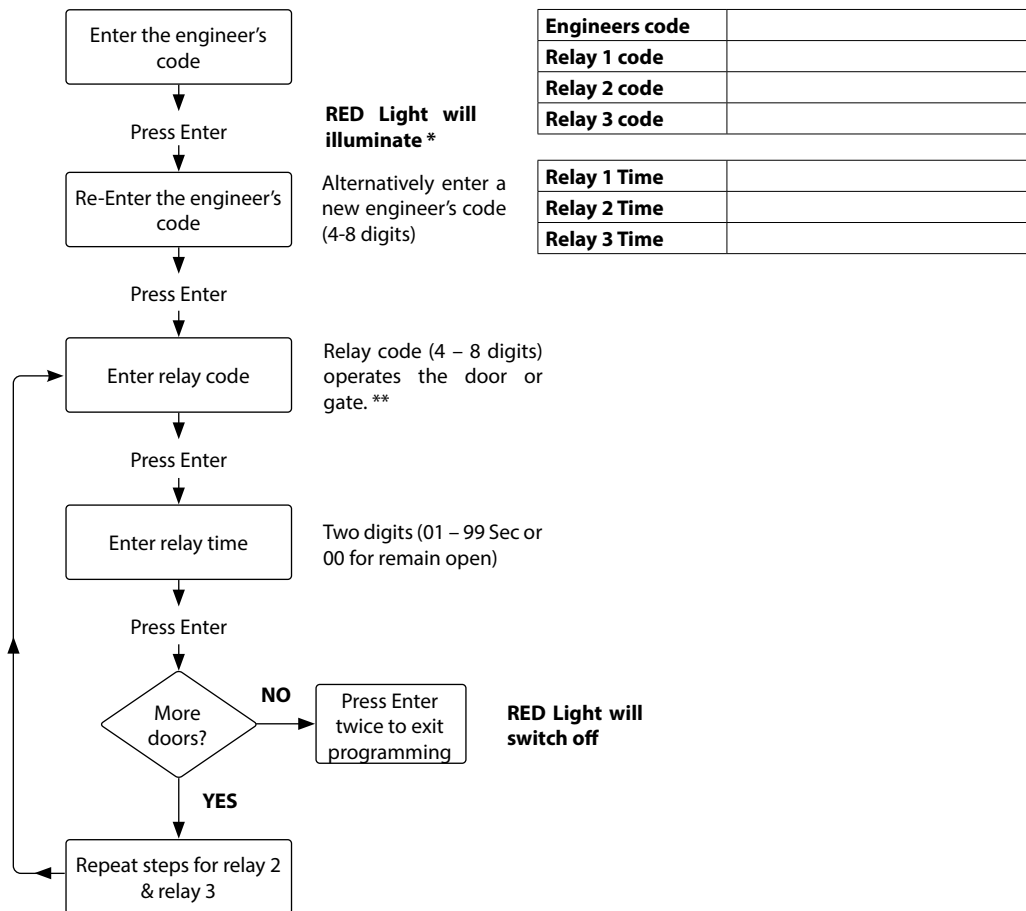 Enter the engineer's
code
Press Enter
RED Light will
illuminate *
Re-Enter the engineer's
code
Alternatively enter a
new engineer's code
(4-8 digits)
Press Enter
Enter relay code
Relay code (4 – 8 digits)
operates the door or
gate. **
Press Enter
Enter relay time
Two digits (01 – 99 Sec or
00 for remain open)
Press Enter
More
doors?
NO
Press Enter
twice to exit
programming
RED Light will
switch off
YES
Repeat steps for relay 2
& relay 3
Engineers code
Relay 1 code
Relay 2 code
Relay 3 code
Relay 1 Time
Relay 2 Time
Relay 3 Time